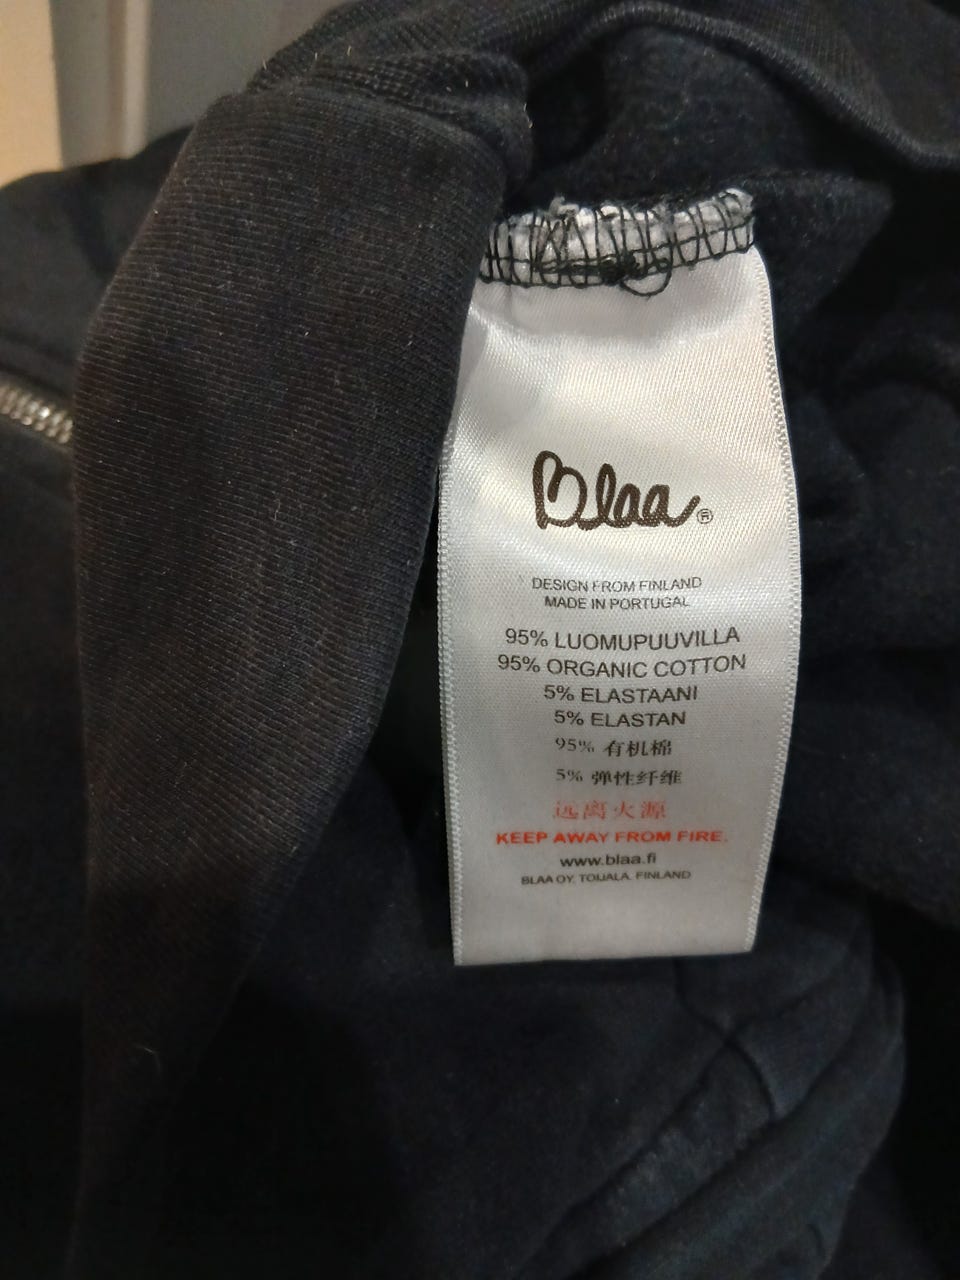 Blaa®
DESIGN FROM FINLAND
MADE IN PORTUGAL
95% LUOMUPUUVILLA
95% ORGANIC COTTON
5% ELASTAANI
5% ELASTAN
95% 有机棉
5% 弹性纤维
远离火源
KEEP AWAY FROM FIRE.
www.blaa.fi
BLAA OY, TOIJALA, FINLAND